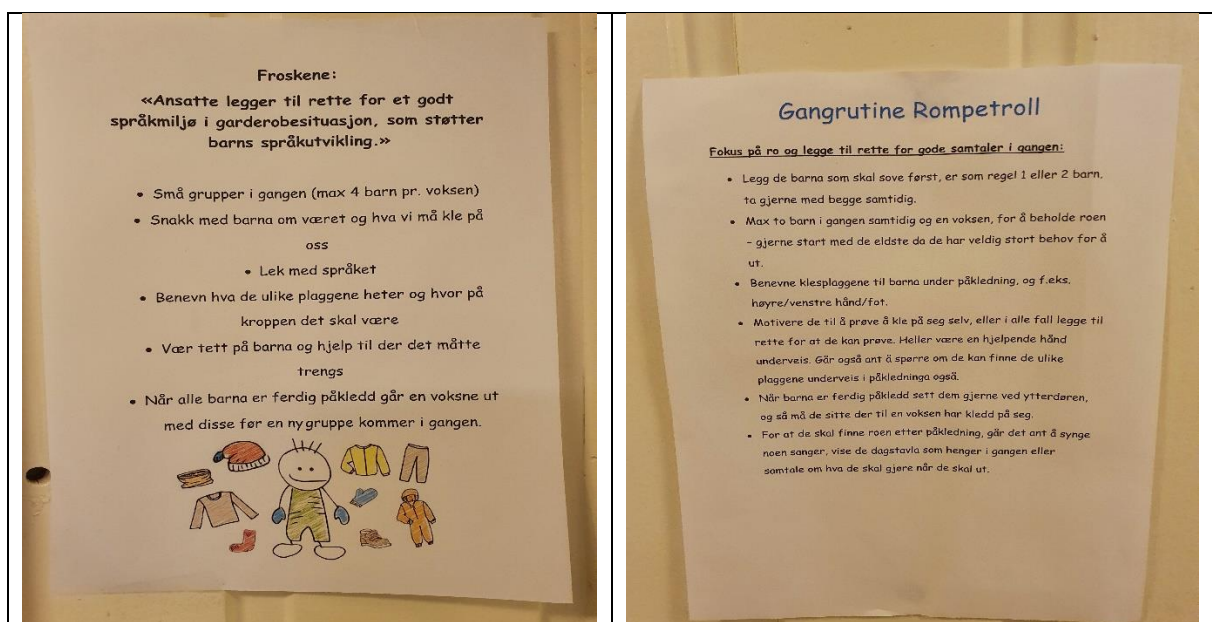 Froskene:
«Ansatte legger til rette for et godt
språkmiljø i garderobesituasjon, som støtter
barns språkutvikling.»
• Små grupper i gangen (max 4 barn pr. voksen)
• Snakk med barna om været og hva vi må kle på
oss
• Lek med språket
• Benevn hva de ulike plaggene heter og hvor på
kroppen det skal være
• Vær tett på barna og hjelp til der det måtte
trengs
• Når alle barna er ferdig påkledd går en voksne ut
med disse før en ny gruppe kommer i gangen.
Gangrutine Rompetroll
Fokus på ro og legge til rette for gode samtaler i gangen:
• Legg de barna som skal sove først, er som regel 1 eller 2 barn,
ta gjerne med begge samtidig.
• Max to barn i gangen samtidig og en voksen, for å beholde roen
– gjerne start med de eldste da de har veldig stort behov for å
ut.
• Benevne klesplaggene til barna under påkledning, og f.eks.
høyre/venstre hånd/fot.
• Motivere de til å prøve å kle på seg selv, eller i alle fall legge til
rette for at de kan prøve. Heller være en hjelpende hånd
underveis. Går også ant å spørre om de kan finne de ulike
plaggene underveis i påkledninga også.
• Når barna er ferdig påkledd sett dem gjerne ved ytterdøren,
og så må de sitte der til en voksen har kledd på seg.
• For at de skal finne roen etter påkledning, går det ant å synge
noen sanger, vise de dagstavla som henger i gangen eller
samtale om hva de skal gjøre når de skal ut.